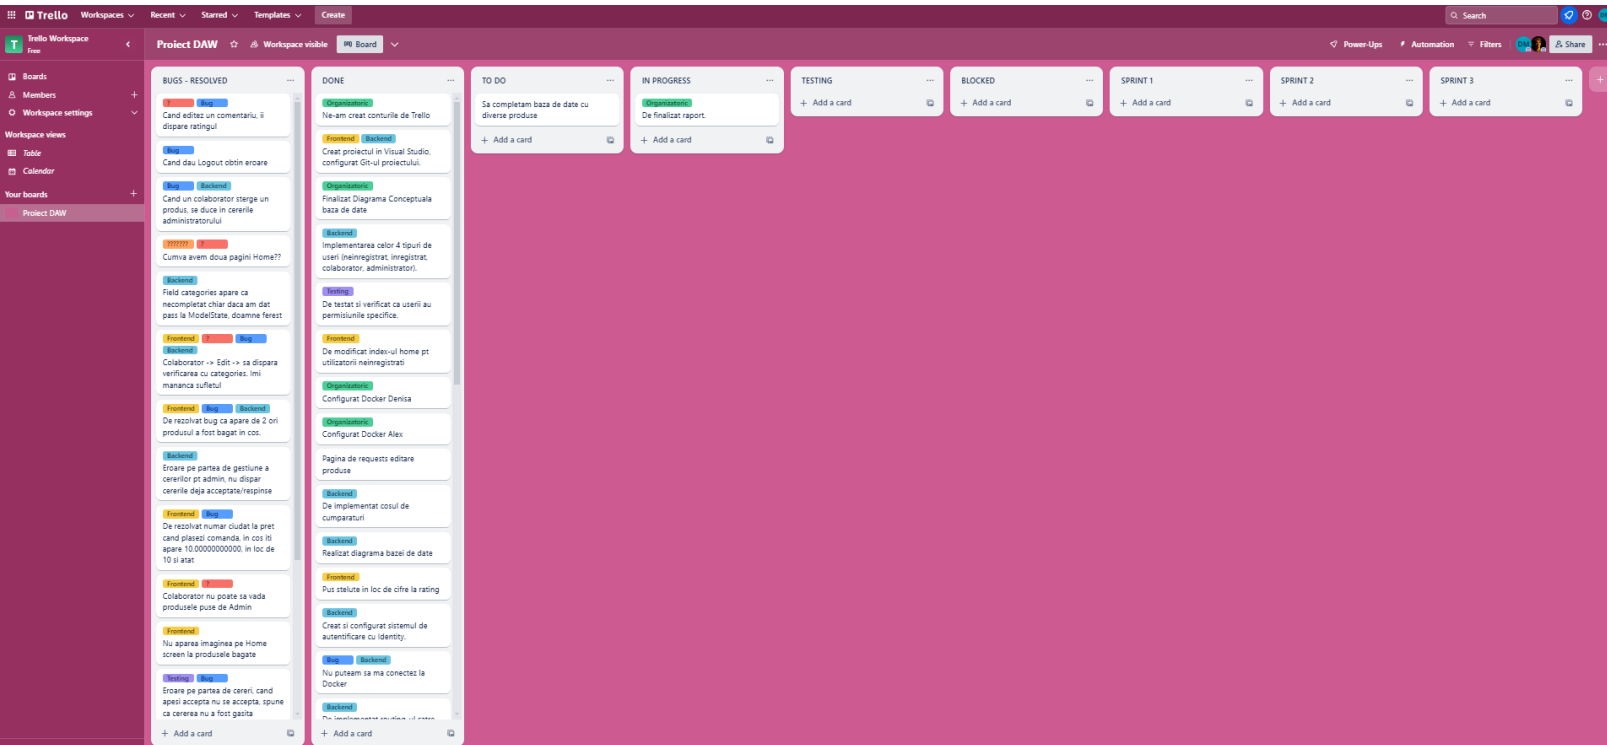 Trello
Workspaces
Recent
Starred
Templates
Create
Search
T
Trello Workspace
Free
Proiect DAW
Workspace visible
Board
Power-Ups
Automation
Filters
DM
Share
Boards
Members
Workspace settings
Workspace views
Table
Calendar
Your boards
Proiect DAW
BUGS - RESOLVED
? Bug
Cand editez un comentariu, ii
dispare ratingul
Bug
Cand dau Logout obtin eroare
Bug Backend
Cand un colaborator sterge un
produs, se duce in cererile
administratorului
??????? ?
Cumva avem doua pagini Home??
Backend
Field categories apare ca
necompletat chiar daca am dat
pass la ModelState, doamne ferest
Frontend ? Bug
Backend
Colaborator -> Edit -> sa dispara
verificarea cu categories. Imi
mananca sufletul
Frontend Bug Backend
De rezolvat bug ca apare de 2 ori
produsul a fost bagat in cos.
Backend
Eroare pe partea de gestiune a
cererilor pt admin, nu dispar
cererile deja acceptate/respinse
Frontend Bug
De rezolvat numar ciudat la pret
cand plasezi comanda, in cos iti
apare 10.00000000000, in loc de
10 si atat
Frontend ?
Colaborator nu poate sa vada
produsele puse de Admin
Frontend
Nu aparea imaginea pe Home
screen la produsele bagate
Testing Bug
Eroare pe partea de cereri, cand
apesi accepta nu se accepta, spune
ca cererea nu a fost gasita
+ Add a card
DONE
Organizatoric
Ne-am creat conturile de Trello
Frontend Backend
Creat proiectul in Visual Studio,
configurat Git-ul proiectului.
Organizatoric
Finalizat Diagrama Conceptuala
baza de date
Backend
Implementarea celor 4 tipuri de
useri (neinregistrat, inregistrat,
colaborator, administrator).
Testing
De testat si verificat ca userii au
permisiunile specifice.
Frontend
De modificat index-ul home pt
utilizatorii neinregistrati
Organizatoric
Configurat Docker Denisa
Organizatoric
Configurat Docker Alex
Pagina de requests editare
produse
Backend
De implementat cosul de
cumparaturi
Backend
Realizat diagrama bazei de date
Frontend
Pus stelute in loc de cifre la rating
Backend
Creat si configurat sistemul de
autentificare cu Identity.
Bug Backend
Nu puteam sa ma conectez la
Docker
Backend
De implementat routing-ul catre
+ Add a card
TO DO
Sa completam baza de date cu
diverse produse
+ Add a card
IN PROGRESS
Organizatoric
De finalizat raport.
+ Add a card
TESTING
+ Add a card
BLOCKED
+ Add a card
SPRINT 1
+ Add a card
SPRINT 2
+ Add a card
SPRINT 3
+ Add a card